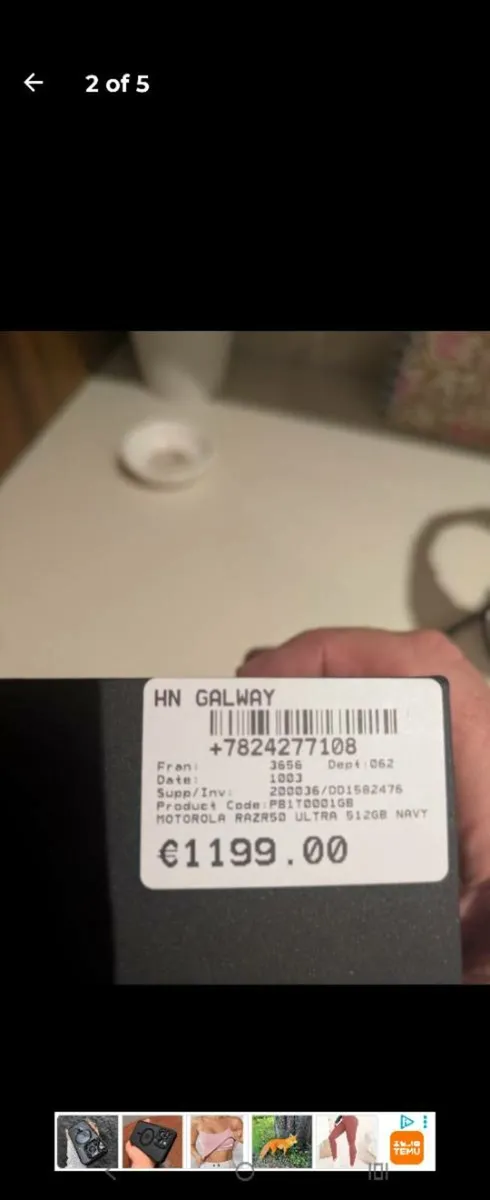 2 of 5
HN GALWAY
+7824277108
Fran: 3656 Dept:062
Date: 1003
Supp/Inv: 200036/DD1582476
Product Code:PB1T0001GB
MOTOROLA RAZR50 ULTRA 512GB NAVY
€1199.00
TEMU